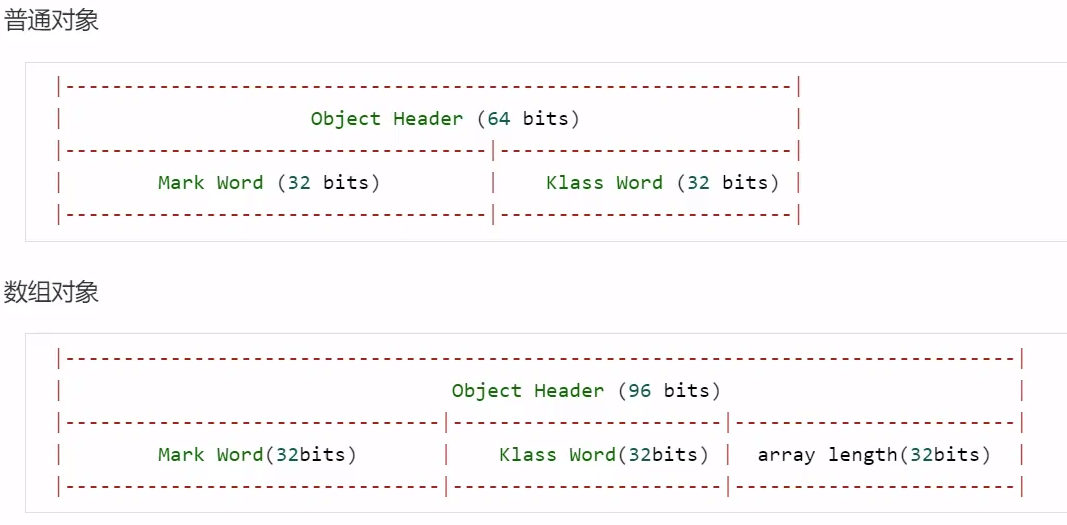 普通对象
|--------------------------------------------------------------|
|                     Object Header (64 bits)                  |
|------------------------------------|-------------------------|
|        Mark Word (32 bits)         |    Klass Word (32 bits) |
|------------------------------------|-------------------------|
数组对象
|---------------------------------------------------------------------------------|
|                                 Object Header (96 bits)                         |
|--------------------------------|-----------------------|------------------------|
|        Mark Word(32bits)       |    Klass Word(32bits) |  array length(32bits)  |
|--------------------------------|-----------------------|------------------------|